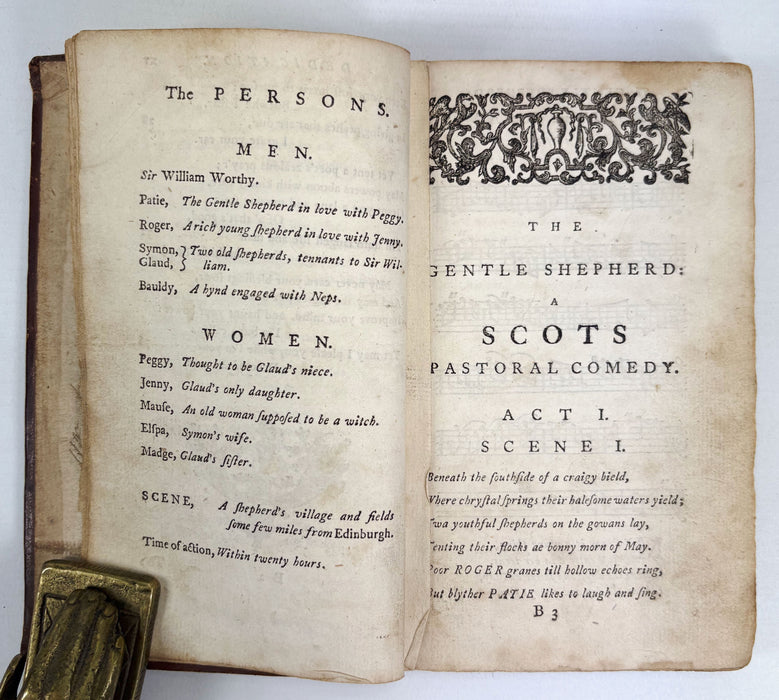 The PERSONS.
MEN.
Sir William Worthy.
Patie, The Gentle Shepherd in love with Peggy.
Roger, A rich young ſhepherd in love with Jenny.
Symon,} Two old ſhepherds, tennants to Sir Wil-
Glaud,} liam.
Bauldy, A hynd engaged with Neps.
WOMEN.
Peggy, Thought to be Glaud's niece.
Jenny, Glaud's only daughter.
Mauſe, An old woman ſuppoſed to be a witch.
Elſpa, Symon's wife.
Madge, Glaud's ſiſter.
SCENE, A ſhepherd's village and fields
ſome few miles from Edinburgh.
Time of action, Within twenty hours.
THE
GENTLE SHEPHERD:
A
SCOTS
PASTORAL COMEDY.
ACT I.
SCENE I.
Beneath the ſouthſide of a craigy bield,
Where chryſtal ſprings their haleſome waters yield;
Twa youthful ſhepherds on the gowans lay,
Tenting their flocks ae bonny morn of May.
Poor ROGER granes till hollow echoes ring,
But blyther PATIE likes to laugh and ſing.
B 3